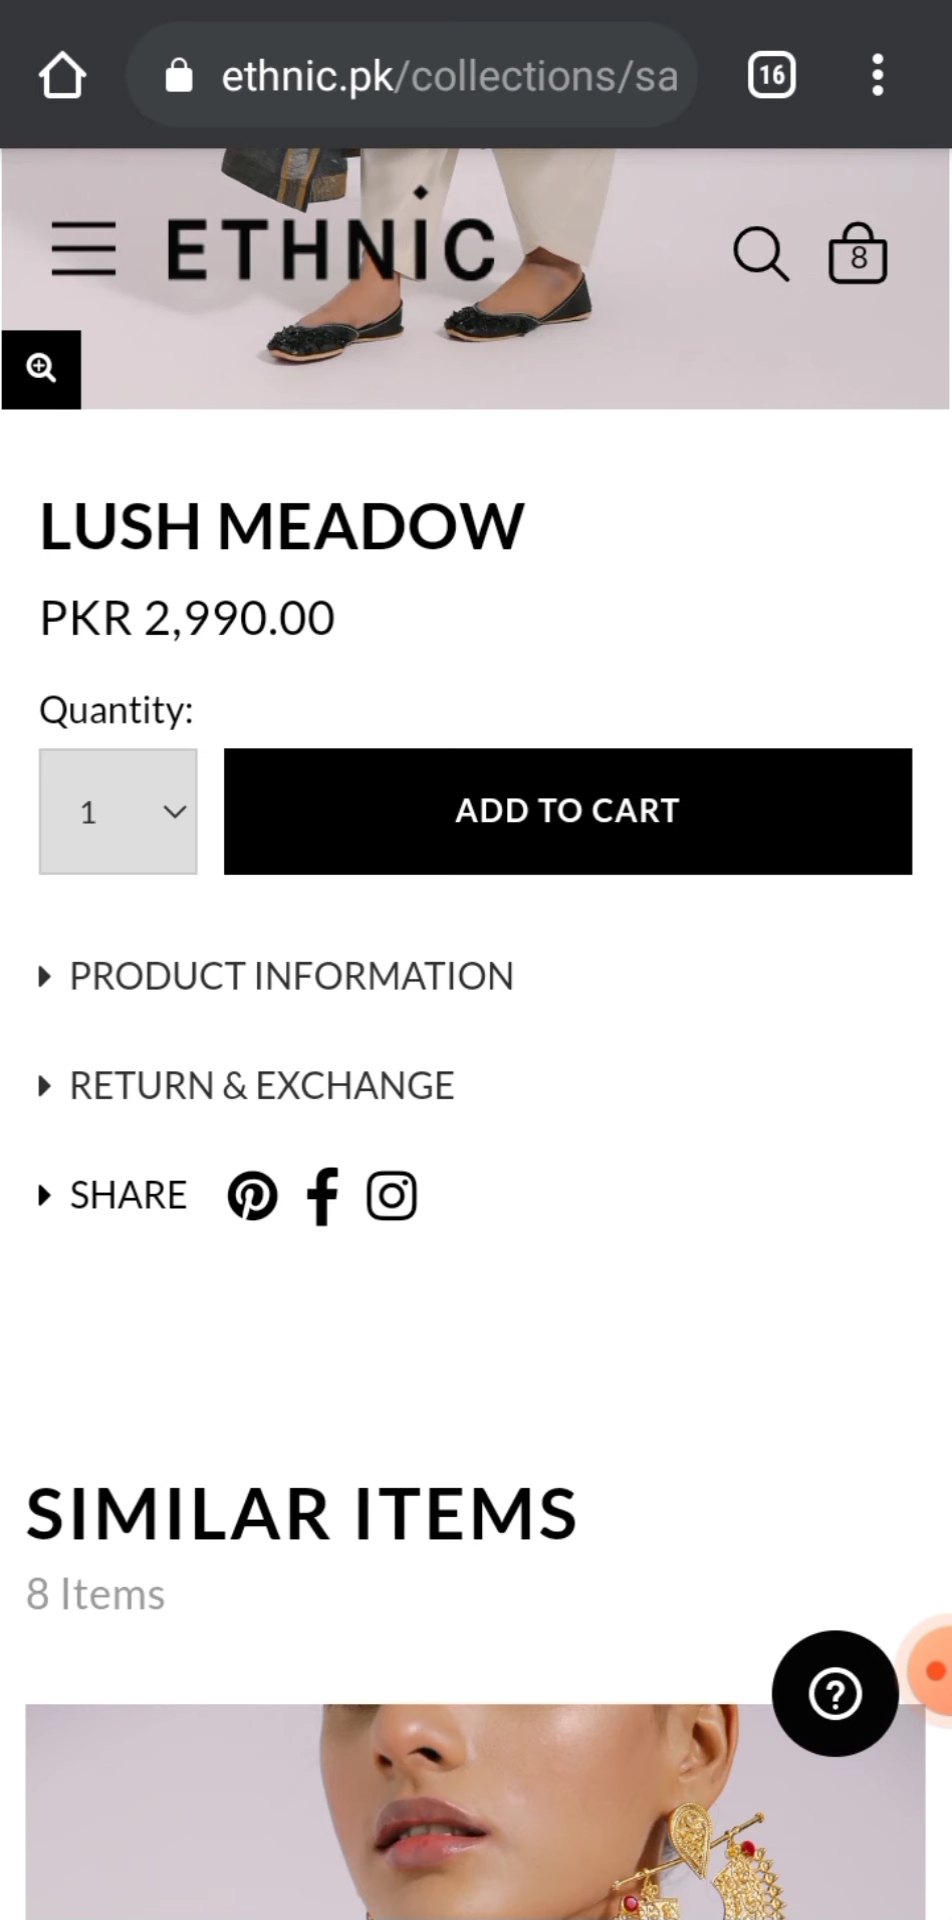 ethnic.pk/collections/sa
16
ETHNiC
8
LUSH MEADOW
PKR 2,990.00
Quantity:
1
ADD TO CART
PRODUCT INFORMATION
RETURN & EXCHANGE
SHARE
SIMILAR ITEMS
8 Items